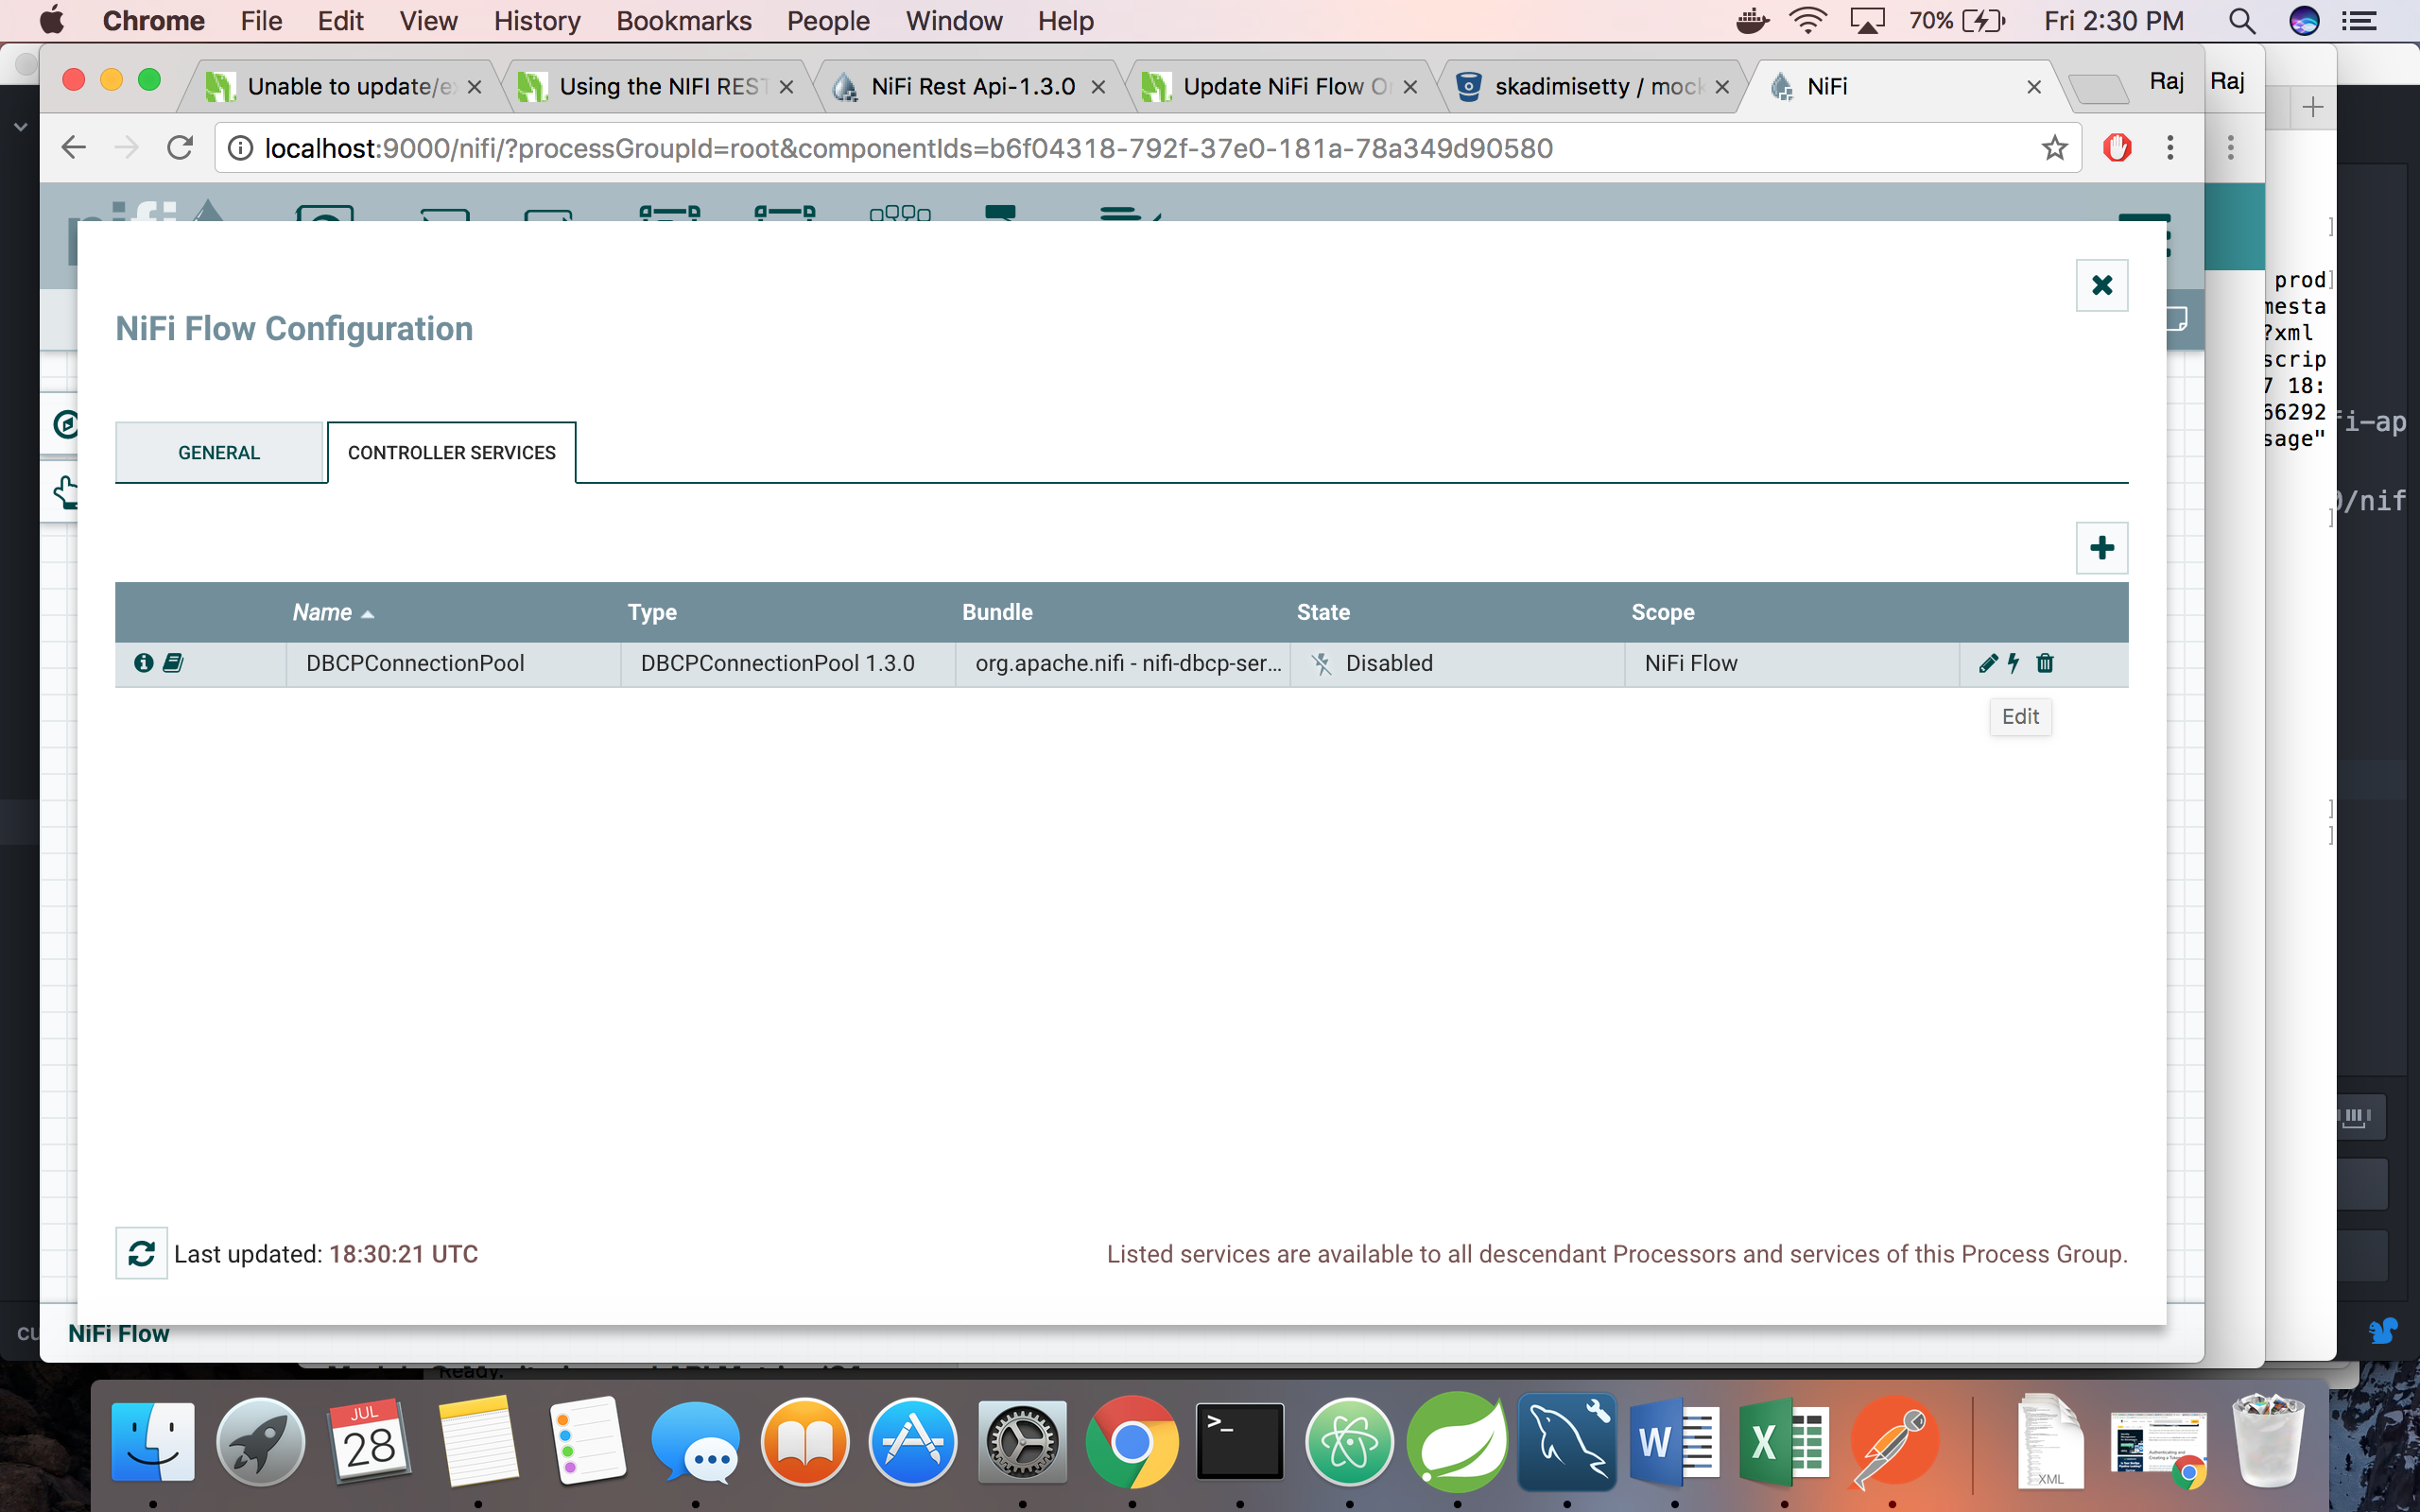 Chrome File Edit View History Bookmarks People Window Help 70% Fri 2:30 PM
Unable to update/e Using the NIFI REST NiFi Rest Api-1.3.0 Update NiFi Flow O skadimisetty / mock NiFi Raj Raj
localhost:9000/nifi/?processGroupId=root&componentIds=b6f04318-792f-37e0-181a-78a349d90580
nifi
NiFi Flow Configuration
GENERAL CONTROLLER SERVICES
Name Type Bundle State Scope
DBCPConnectionPool DBCPConnectionPool 1.3.0 org.apache.nifi - nifi-dbcp-ser... Disabled NiFi Flow
Edit
Last updated: 18:30:21 UTC
Listed services are available to all descendant Processors and services of this Process Group.
NiFi Flow
]
prod]
mesta
?xml
scrip
7 18:
66292
sage"
fi-ap
0/nif
]
]
]
cu
Ready.
JUL
28
>_
W
X
XML